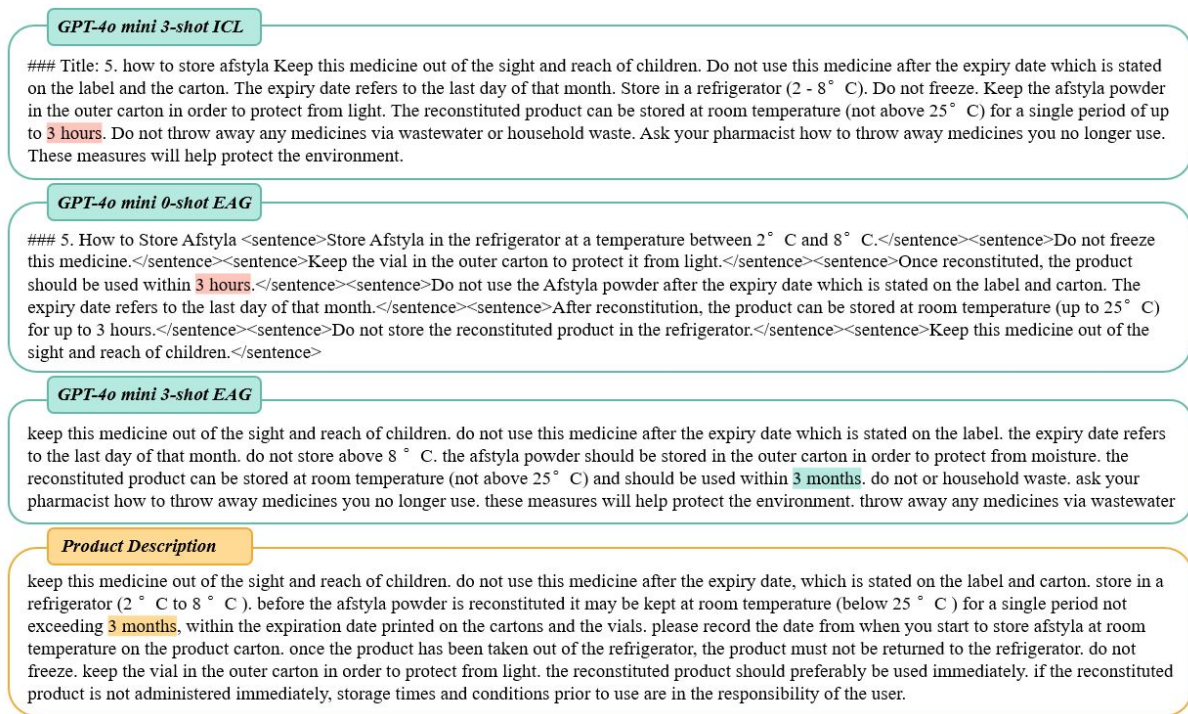 GPT-4o mini 3-shot ICL
### Title: 5. how to store afstyla Keep this medicine out of the sight and reach of children. Do not use this medicine after the expiry date which is stated
on the label and the carton. The expiry date refers to the last day of that month. Store in a refrigerator (2 - 8° C). Do not freeze. Keep the afstyla powder
in the outer carton in order to protect from light. The reconstituted product can be stored at room temperature (not above 25° C) for a single period of up
to 3 hours. Do not throw away any medicines via wastewater or household waste. Ask your pharmacist how to throw away medicines you no longer use.
These measures will help protect the environment.
GPT-4o mini 0-shot EAG
### 5. How to Store Afstyla <sentence>Store Afstyla in the refrigerator at a temperature between 2° C and 8° C.</sentence><sentence>Do not freeze
this medicine.</sentence><sentence>Keep the vial in the outer carton to protect it from light.</sentence><sentence>Once reconstituted, the product
should be used within 3 hours.</sentence><sentence>Do not use the Afstyla powder after the expiry date which is stated on the label and carton. The
expiry date refers to the last day of that month.</sentence><sentence>After reconstitution, the product can be stored at room temperature (up to 25° C)
for up to 3 hours.</sentence><sentence>Do not store the reconstituted product in the refrigerator.</sentence><sentence>Keep this medicine out of the
sight and reach of children.</sentence>
GPT-4o mini 3-shot EAG
keep this medicine out of the sight and reach of children. do not use this medicine after the expiry date which is stated on the label. the expiry date refers
to the last day of that month. do not store above 8 ° C. the afstyla powder should be stored in the outer carton in order to protect from moisture. the
reconstituted product can be stored at room temperature (not above 25° C) and should be used within 3 months. do not or household waste. ask your
pharmacist how to throw away medicines you no longer use. these measures will help protect the environment. throw away any medicines via wastewater
Product Description
keep this medicine out of the sight and reach of children. do not use this medicine after the expiry date, which is stated on the label and carton. store in a
refrigerator (2 ° C to 8 ° C ). before the afstyla powder is reconstituted it may be kept at room temperature (below 25 ° C ) for a single period not
exceeding 3 months, within the expiration date printed on the cartons and the vials. please record the date from when you start to store afstyla at room
temperature on the product carton. once the product has been taken out of the refrigerator, the product must not be returned to the refrigerator. do not
freeze. keep the vial in the outer carton in order to protect from light. the reconstituted product should preferably be used immediately. if the reconstituted
product is not administered immediately, storage times and conditions prior to use are in the responsibility of the user.